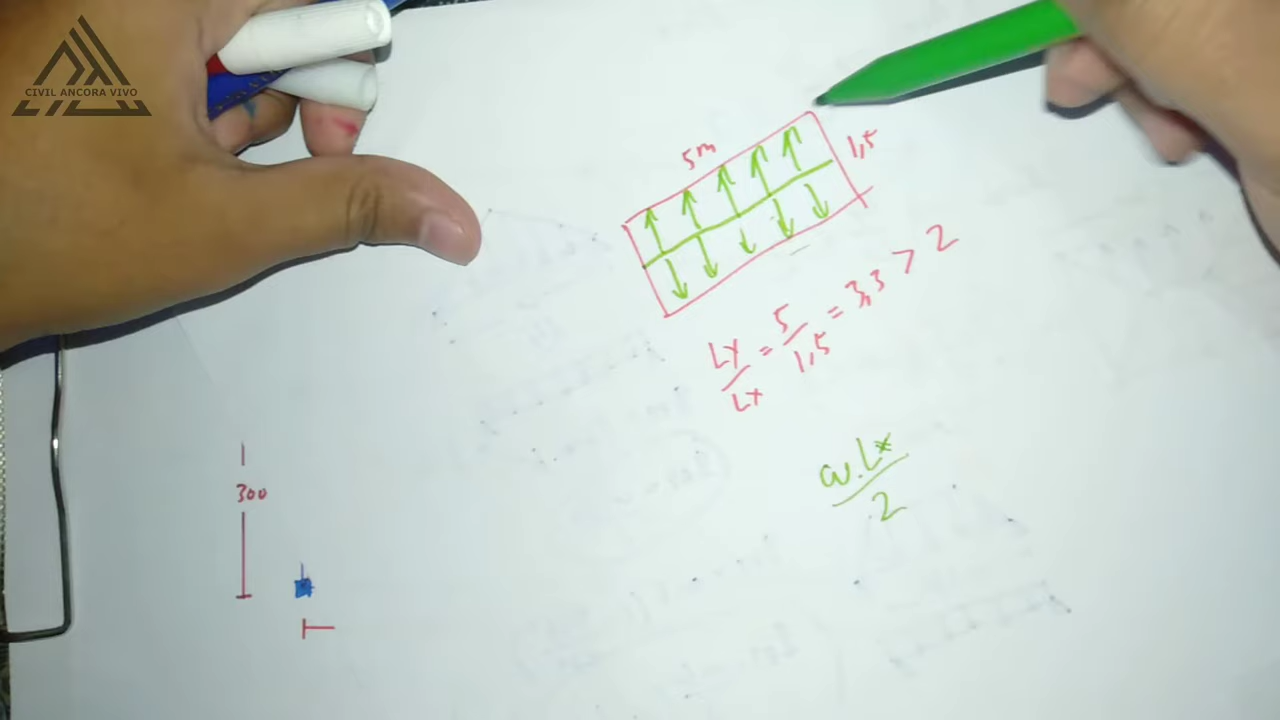 CIVIL ANCORA VIVO
5m
1,5
Ly/Lx = 5/1,5 = 3,3 > 2
w.Lx/2
300